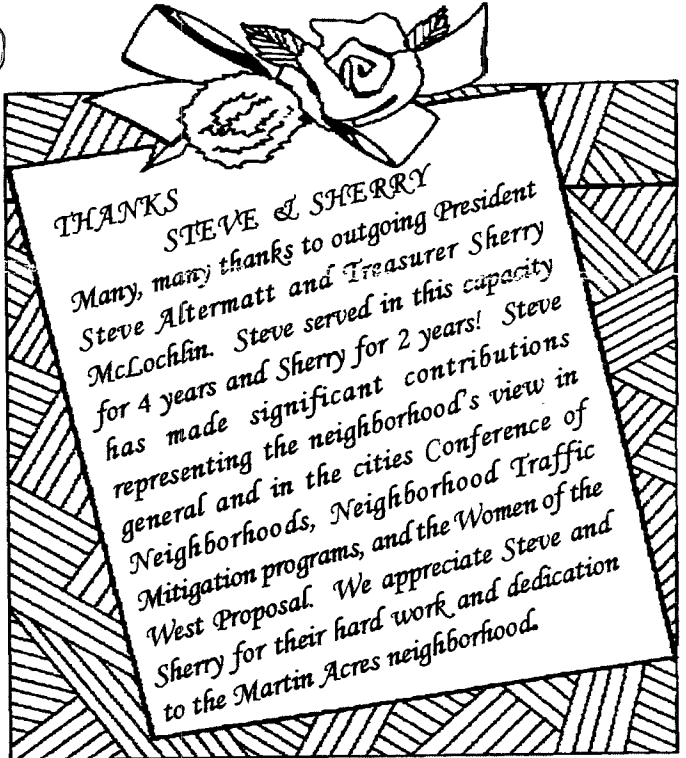 THANKS
STEVE & SHERRY
Many, many thanks to outgoing President
Steve Altermatt and Treasurer Sherry
McLochlin. Steve served in this capacity
for 4 years and Sherry for 2 years! Steve
has made significant contributions
representing the neighborhood's view in
general and in the cities Conference of
Neighborhoods, Neighborhood Traffic
Mitigation programs, and the Women of the
West Proposal. We appreciate Steve and
Sherry for their hard work and dedication
to the Martin Acres neighborhood.